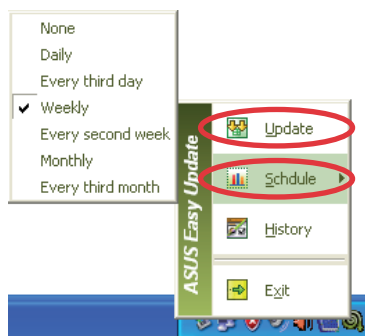 None
Daily
Every third day
Weekly
Every second week
Monthly
Every third month
ASUS Easy Update
Update
Schdule
History
Exit